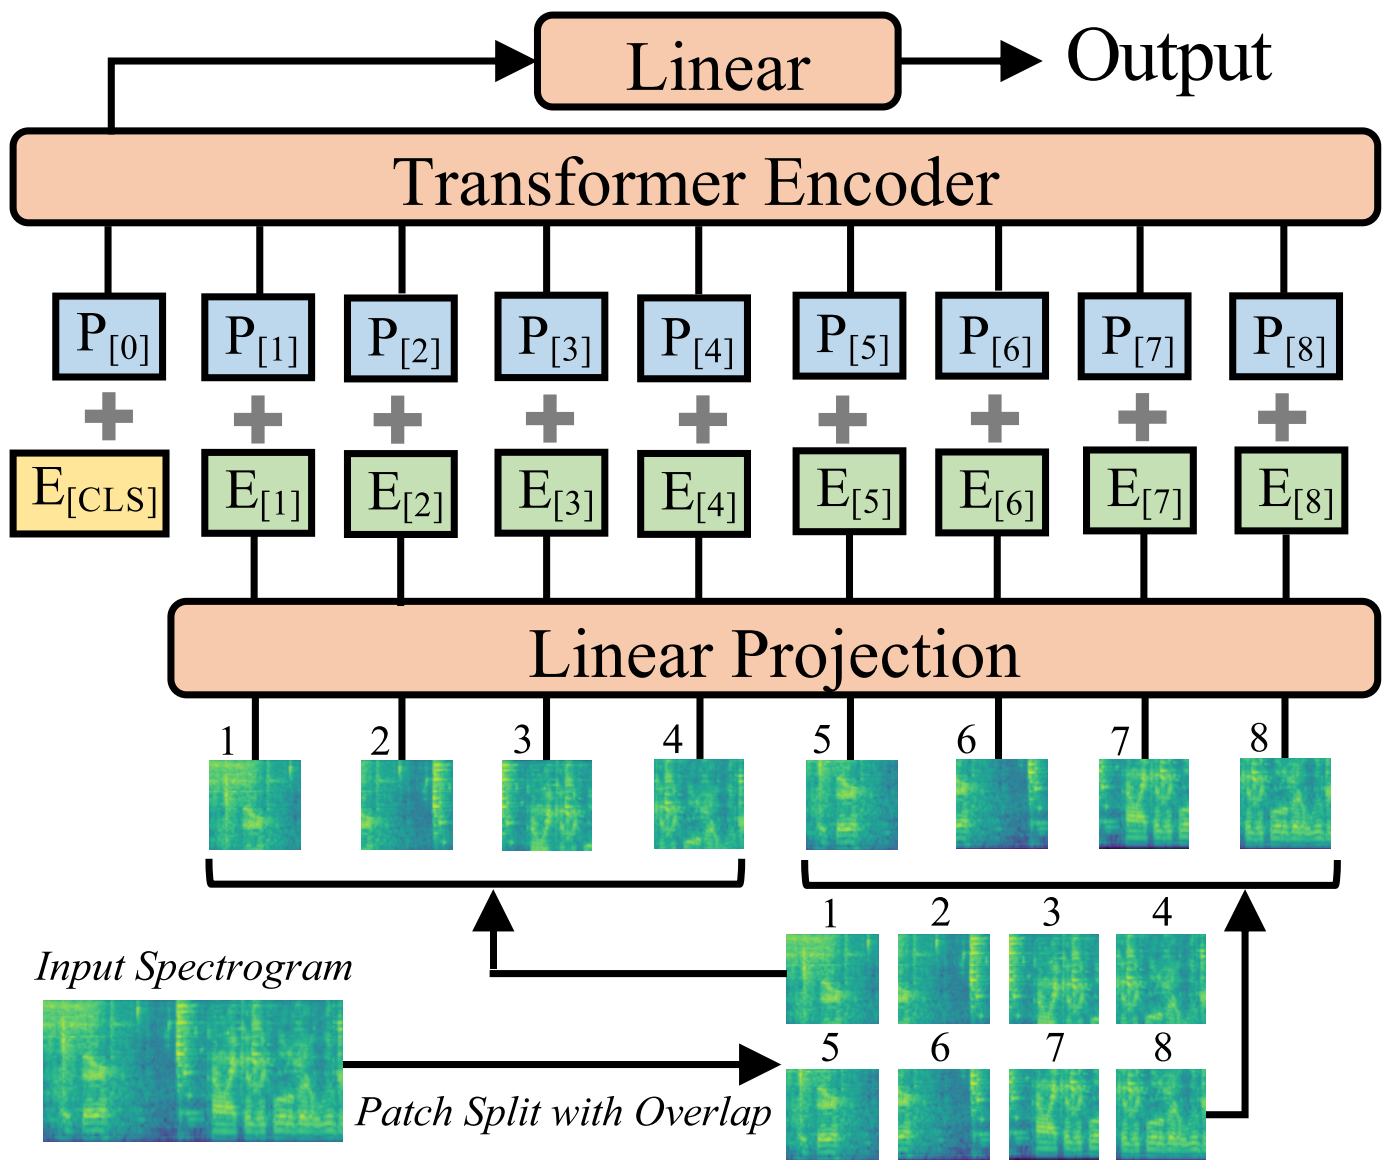 Linear
Output
Transformer Encoder
P[0] P[1] P[2] P[3] P[4] P[5] P[6] P[7] P[8]
E[CLS] E[1] E[2] E[3] E[4] E[5] E[6] E[7] E[8]
Linear Projection
1 2 3 4 5 6 7 8
1 2 3 4
Input Spectrogram
5 6 7 8
Patch Split with Overlap